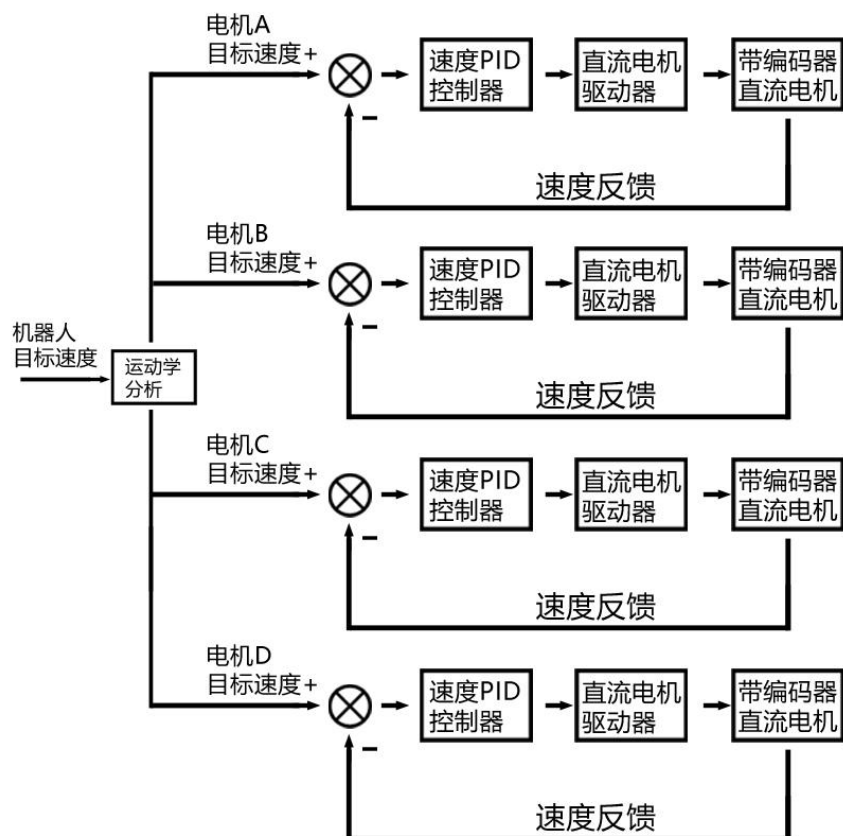 电机A
目标速度+
速度PID
控制器
直流电机
驱动器
带编码器
直流电机
−
速度反馈
电机B
目标速度+
速度PID
控制器
直流电机
驱动器
带编码器
直流电机
−
速度反馈
机器人
目标速度
运动学
分析
电机C
目标速度+
速度PID
控制器
直流电机
驱动器
带编码器
直流电机
−
速度反馈
电机D
目标速度+
速度PID
控制器
直流电机
驱动器
带编码器
直流电机
−
速度反馈